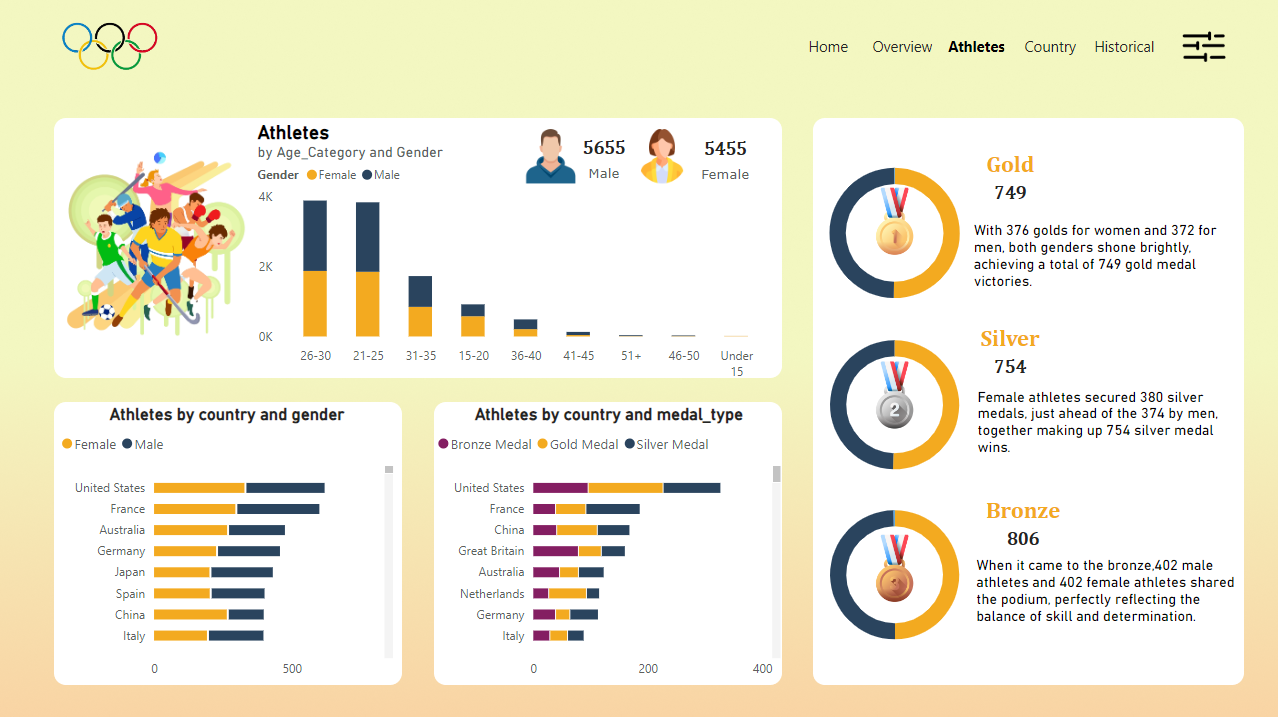 Home Overview Athletes Country Historical
Athletes
by Age_Category and Gender
Gender Female Male
5655
Male
5455
Female
4K
2K
0K
26-30 21-25 31-35 15-20 36-40 41-45 51+ 46-50 Under
15
Athletes by country and gender
Female Male
United States
France
Australia
Germany
Japan
Spain
China
Italy
0 500
Athletes by country and medal_type
Bronze Medal Gold Medal Silver Medal
United States
France
China
Great Britain
Australia
Netherlands
Germany
Italy
0 200 400
1
Gold
749
With 376 golds for women and 372 for
men, both genders shone brightly,
achieving a total of 749 gold medal
victories.
2
Silver
754
Female athletes secured 380 silver
medals, just ahead of the 374 by men,
together making up 754 silver medal
wins.
3
Bronze
806
When it came to the bronze,402 male
athletes and 402 female athletes shared
the podium, perfectly reflecting the
balance of skill and determination.